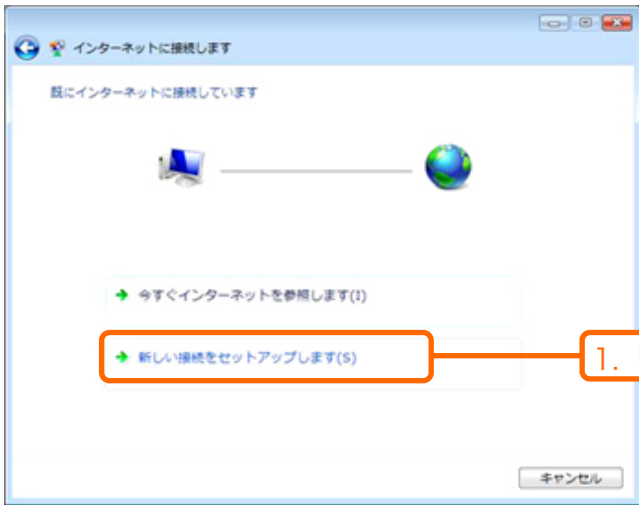 インターネットに接続します
既にインターネットに接続しています
今すぐインターネットを参照します(I)
新しい接続をセットアップします(S)
1.「
キャンセル